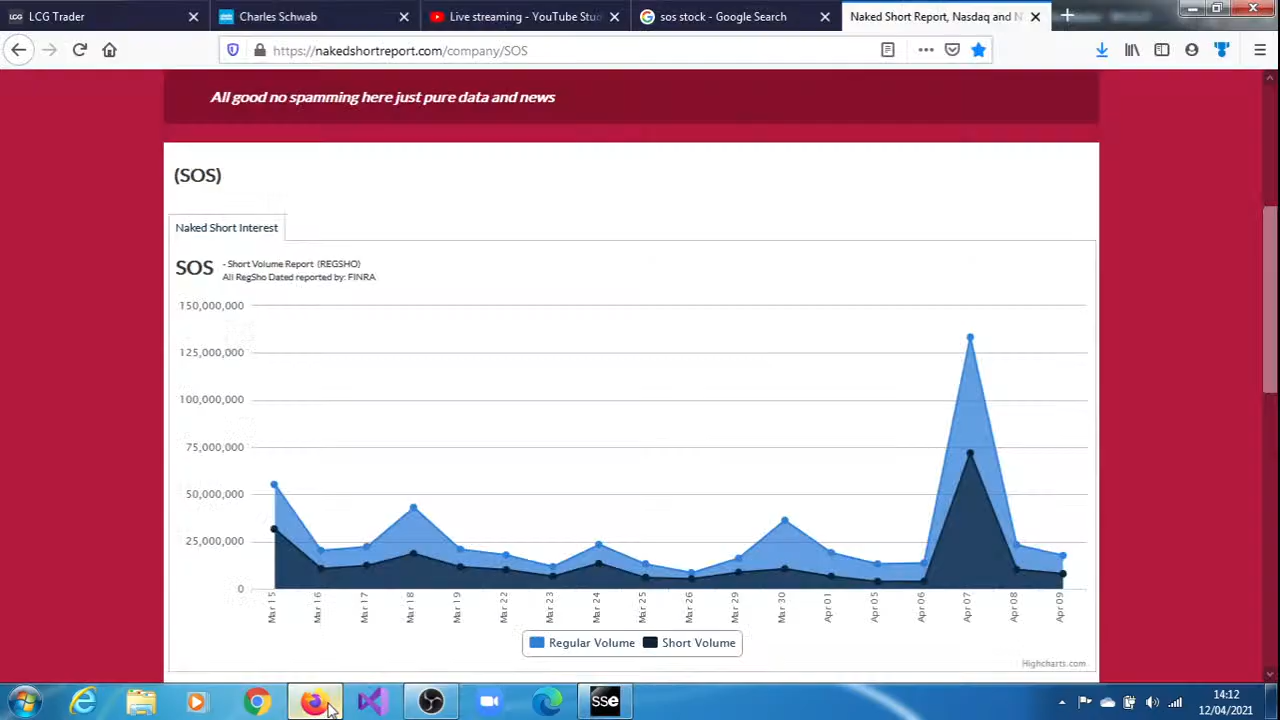 LCG LCG Trader
Charles Schwab
Live streaming - YouTube Stud
sos stock - Google Search
Naked Short Report, Nasdaq and N
https://nakedshortreport.com/company/SOS
All good no spamming here just pure data and news
(SOS)
Naked Short Interest
SOS - Short Volume Report (REGSHO)
All RegSho Dated reported by: FINRA
150,000,000
125,000,000
100,000,000
75,000,000
50,000,000
25,000,000
0
Mar 15 Mar 16 Mar 17 Mar 18 Mar 19 Mar 22 Mar 23 Mar 24 Mar 25 Mar 26 Mar 29 Mar 30 Apr 01 Apr 05 Apr 06 Apr 07 Apr 08 Apr 09
Regular Volume Short Volume
Highcharts.com
sse
14:12
12/04/2021